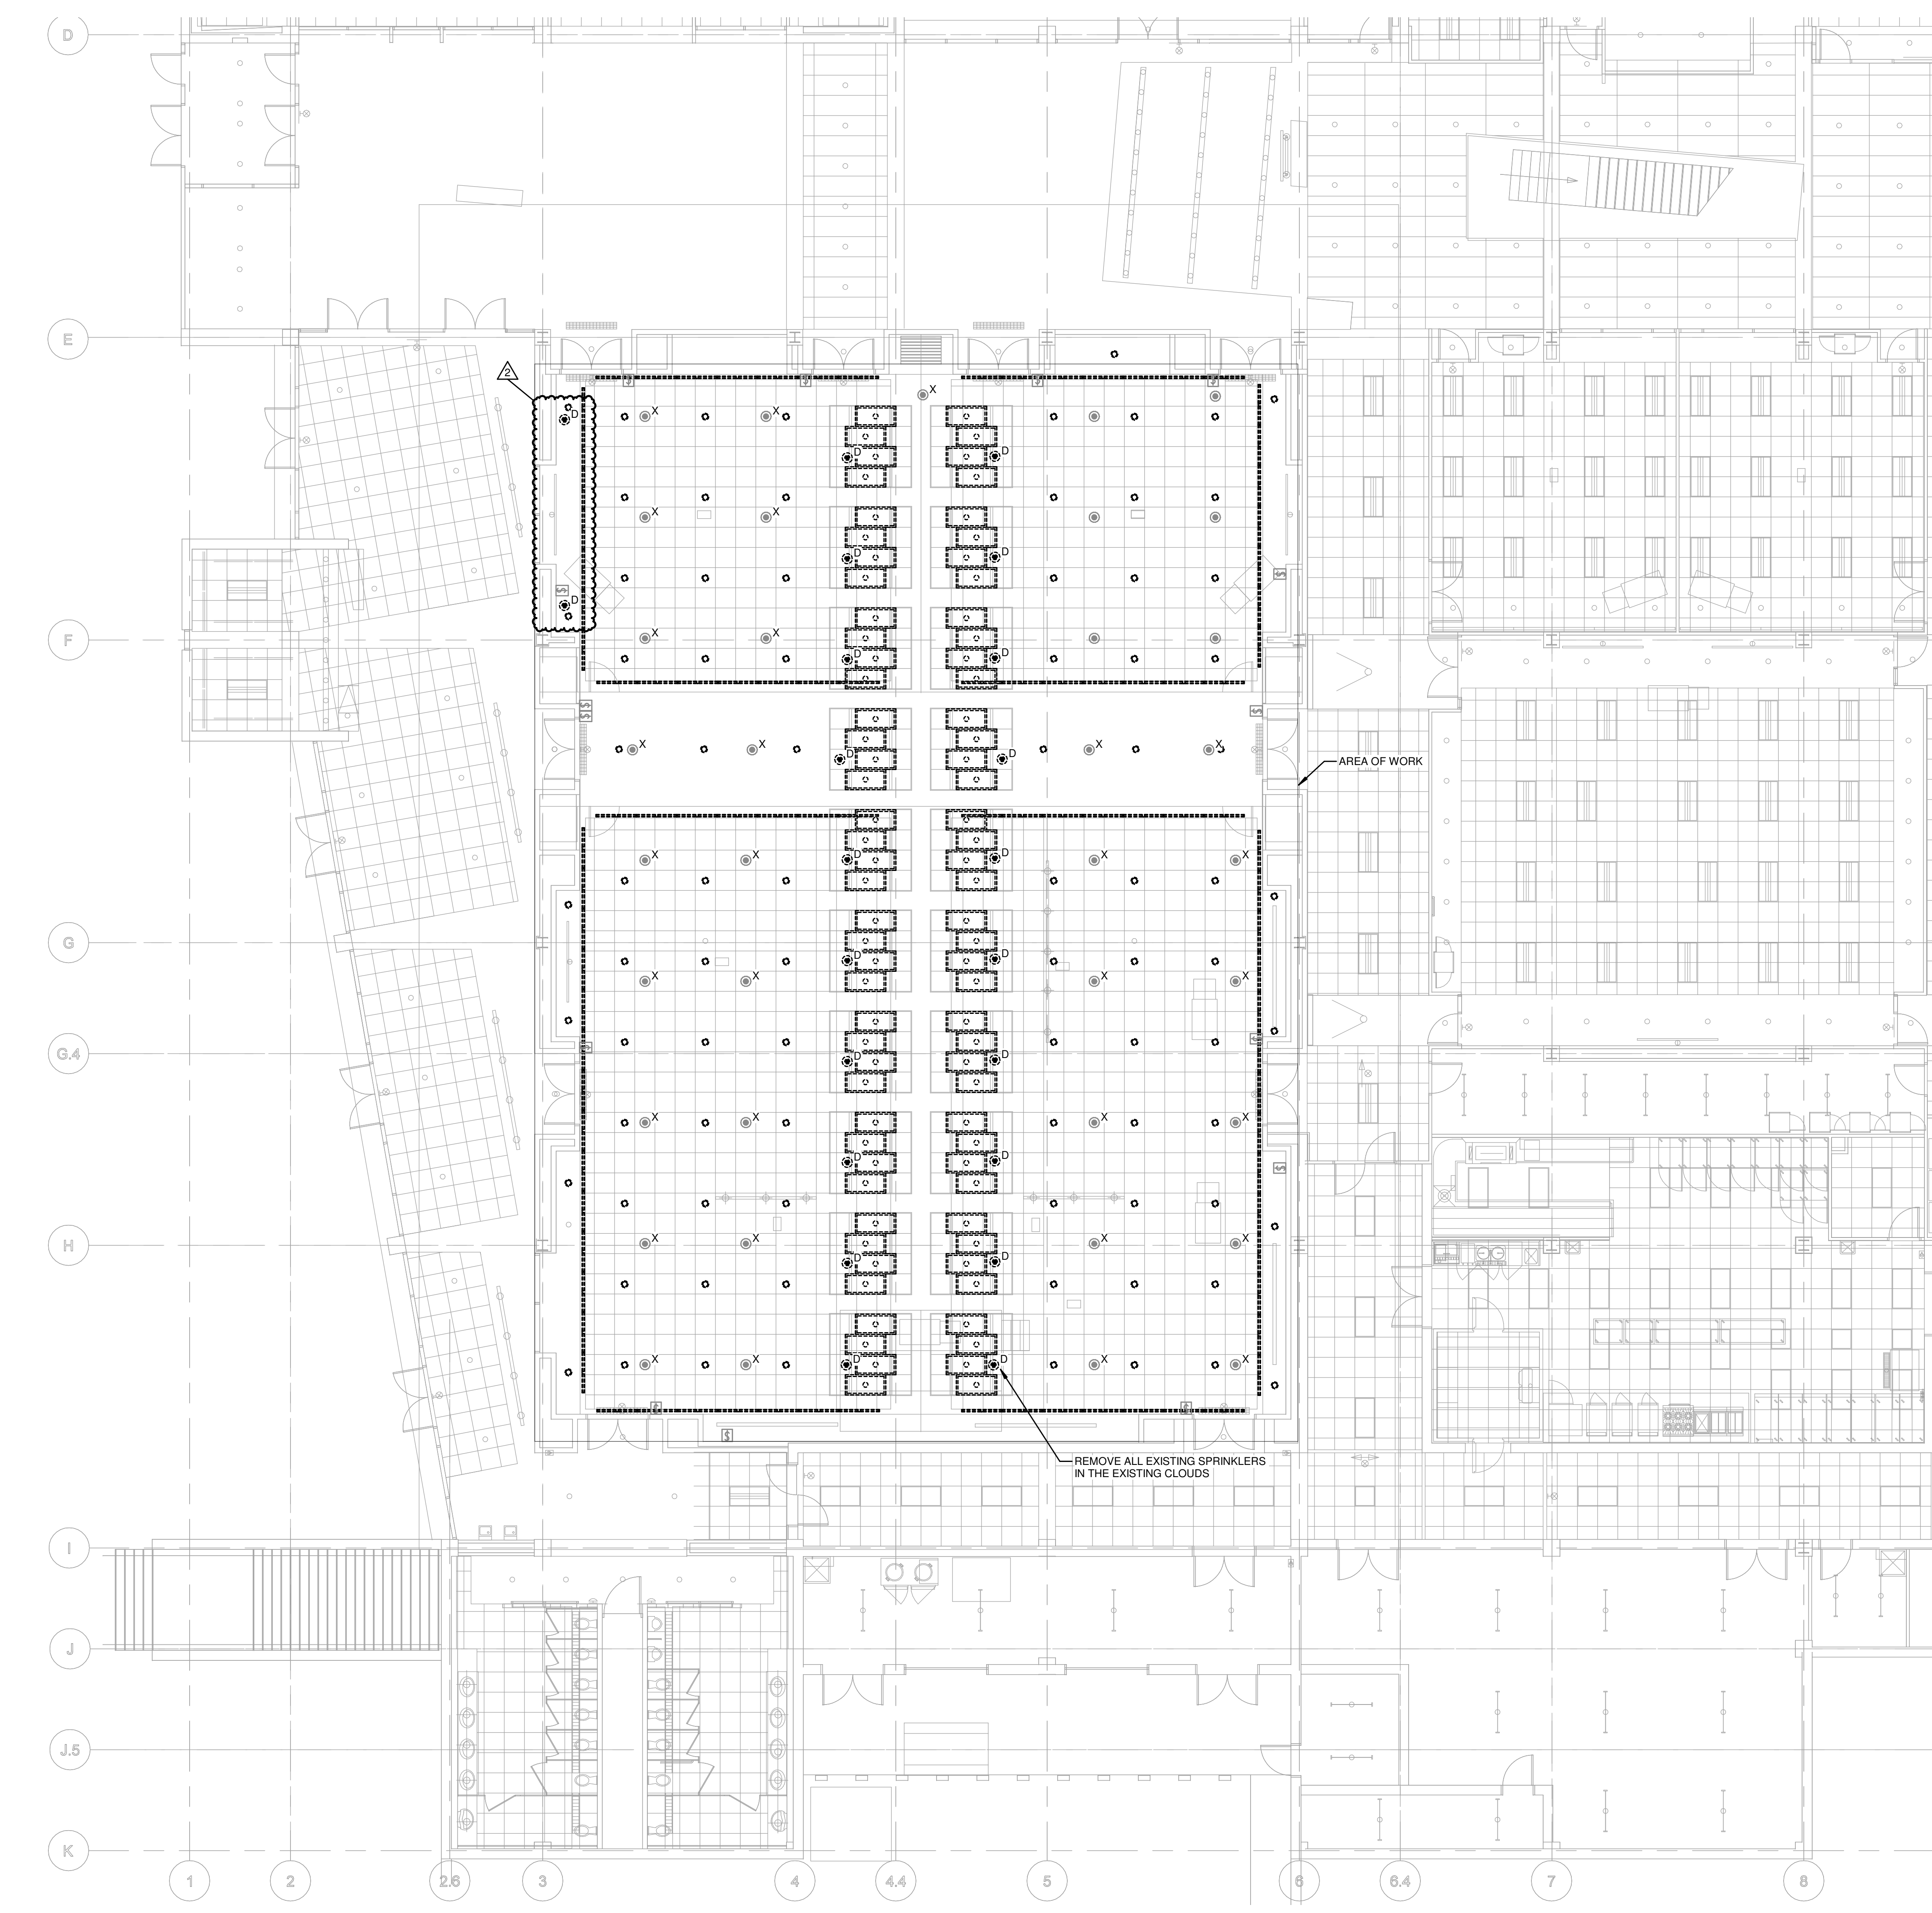 D
E
2
$ $ $ $
X
D X X
D D
X X
D D
$
$
D
F X X
D D
$ $
$
X X X X
D D
AREA OF WORK
X X D D X X
G
D D
X X X X
$ $
G.4
D D
X X X X
D D
$
H X X X X
D D
X X D D X X
$ $
$
REMOVE ALL EXISTING SPRINKLERS
IN THE EXISTING CLOUDS
I
J
J.5
K
1 2 2.6 3 4 4.4 5 6 6.4 7 8